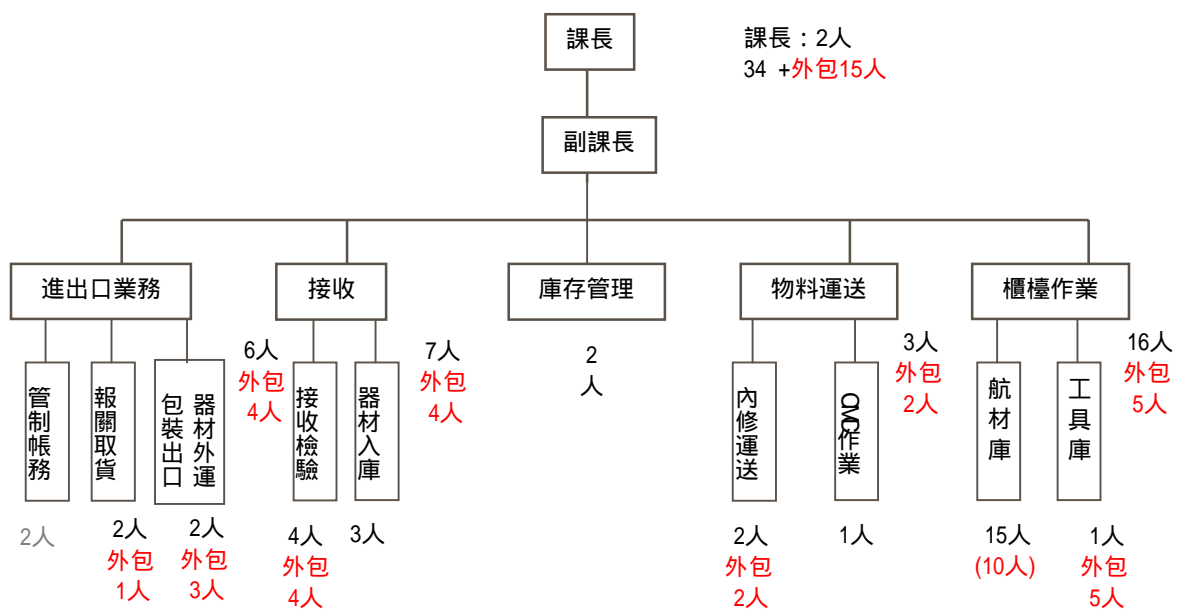 課長
課長：2人
34 +外包15人
副課長
進出口業務
接收
庫存管理
物料運送
櫃檯作業
6人
外包
4人
7人
外包
4人
2
人
3人
外包
2人
16人
外包
5人
管制帳務
報關取貨
器材外運
包裝出口
接收檢驗
器材入庫
內修運送
航材庫
工具庫
2人
2人
外包
1人
2人
外包
3人
4人
外包
4人
3人
2人
外包
2人
1人
15人
(10人)
1人
外包
5人